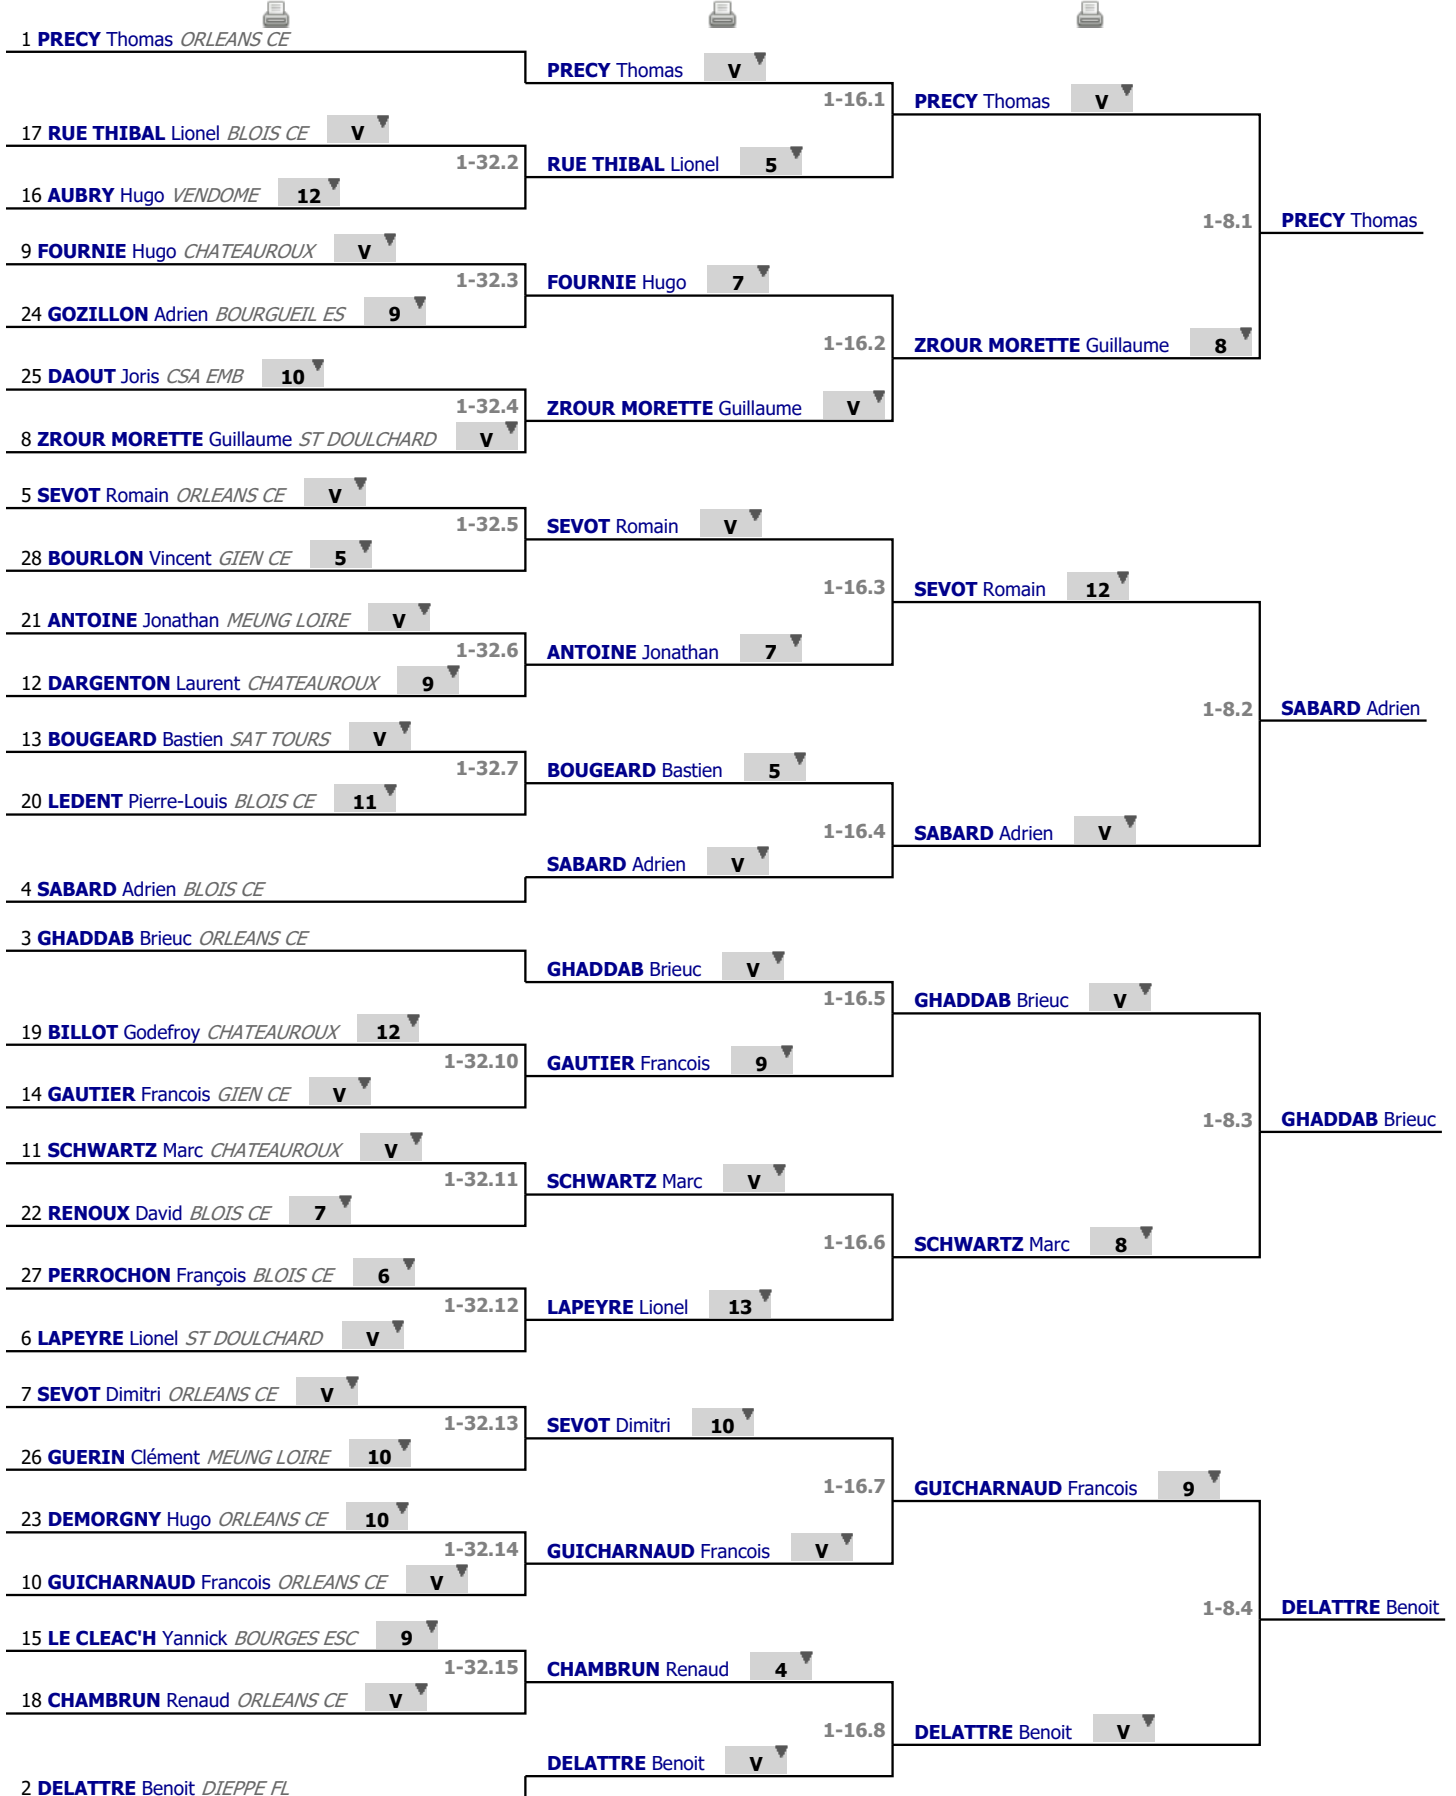 1 PRECY Thomas ORLEANS CE
17 RUE THIBAL Lionel BLOIS CE V
1-32.2
16 AUBRY Hugo VENDOME 12
9 FOURNIE Hugo CHATEAUROUX V
1-32.3
24 GOZILLON Adrien BOURGUEIL ES 9
25 DAOUT Joris CSA EMB 10
1-32.4
8 ZROUR MORETTE Guillaume ST DOULCHARD V
5 SEVOT Romain ORLEANS CE V
1-32.5
28 BOURLON Vincent GIEN CE 5
21 ANTOINE Jonathan MEUNG LOIRE V
1-32.6
12 DARGENTON Laurent CHATEAUROUX 9
13 BOUGEARD Bastien SAT TOURS V
1-32.7
20 LEDENT Pierre-Louis BLOIS CE 11
4 SABARD Adrien BLOIS CE
3 GHADDAB Brieuc ORLEANS CE
19 BILLOT Godefroy CHATEAUROUX 12
1-32.10
14 GAUTIER Francois GIEN CE V
11 SCHWARTZ Marc CHATEAUROUX V
1-32.11
22 RENOUX David BLOIS CE 7
27 PERROCHON François BLOIS CE 6
1-32.12
6 LAPEYRE Lionel ST DOULCHARD V
7 SEVOT Dimitri ORLEANS CE V
1-32.13
26 GUERIN Clément MEUNG LOIRE 10
23 DEMORGNY Hugo ORLEANS CE 10
1-32.14
10 GUICHARNAUD Francois ORLEANS CE V
15 LE CLEAC'H Yannick BOURGES ESC 9
1-32.15
18 CHAMBRUN Renaud ORLEANS CE V
2 DELATTRE Benoit DIEPPE FL
PRECY Thomas V
1-16.1
RUE THIBAL Lionel 5
FOURNIE Hugo 7
1-16.2
ZROUR MORETTE Guillaume V
SEVOT Romain V
1-16.3
ANTOINE Jonathan 7
BOUGEARD Bastien 5
1-16.4
SABARD Adrien V
GHADDAB Brieuc V
1-16.5
GAUTIER Francois 9
SCHWARTZ Marc V
1-16.6
LAPEYRE Lionel 13
SEVOT Dimitri 10
1-16.7
GUICHARNAUD Francois V
CHAMBRUN Renaud 4
1-16.8
DELATTRE Benoit V
PRECY Thomas V
1-8.1
ZROUR MORETTE Guillaume 8
SEVOT Romain 12
1-8.2
SABARD Adrien V
GHADDAB Brieuc V
1-8.3
SCHWARTZ Marc 8
GUICHARNAUD Francois 9
1-8.4
DELATTRE Benoit V
PRECY Thomas
SABARD Adrien
GHADDAB Brieuc
DELATTRE Benoit